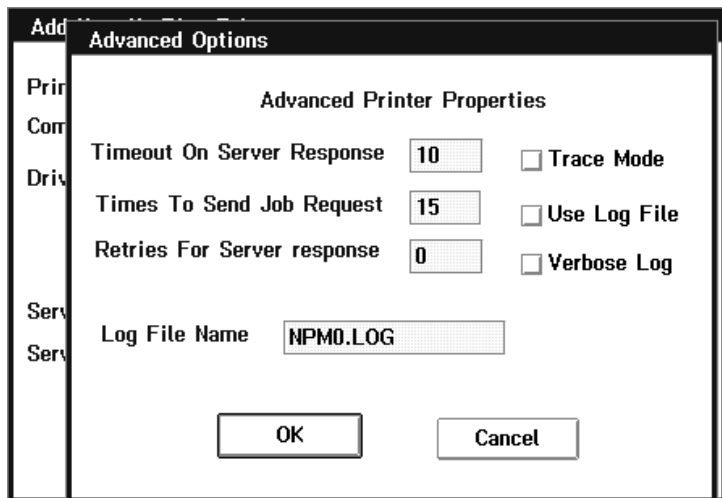 Advanced Options
Advanced Printer Properties
Timeout On Server Response 10
Trace Mode
Times To Send Job Request 15
Use Log File
Retries For Server response 0
Verbose Log
Log File Name NPM0.LOG
OK
Cancel